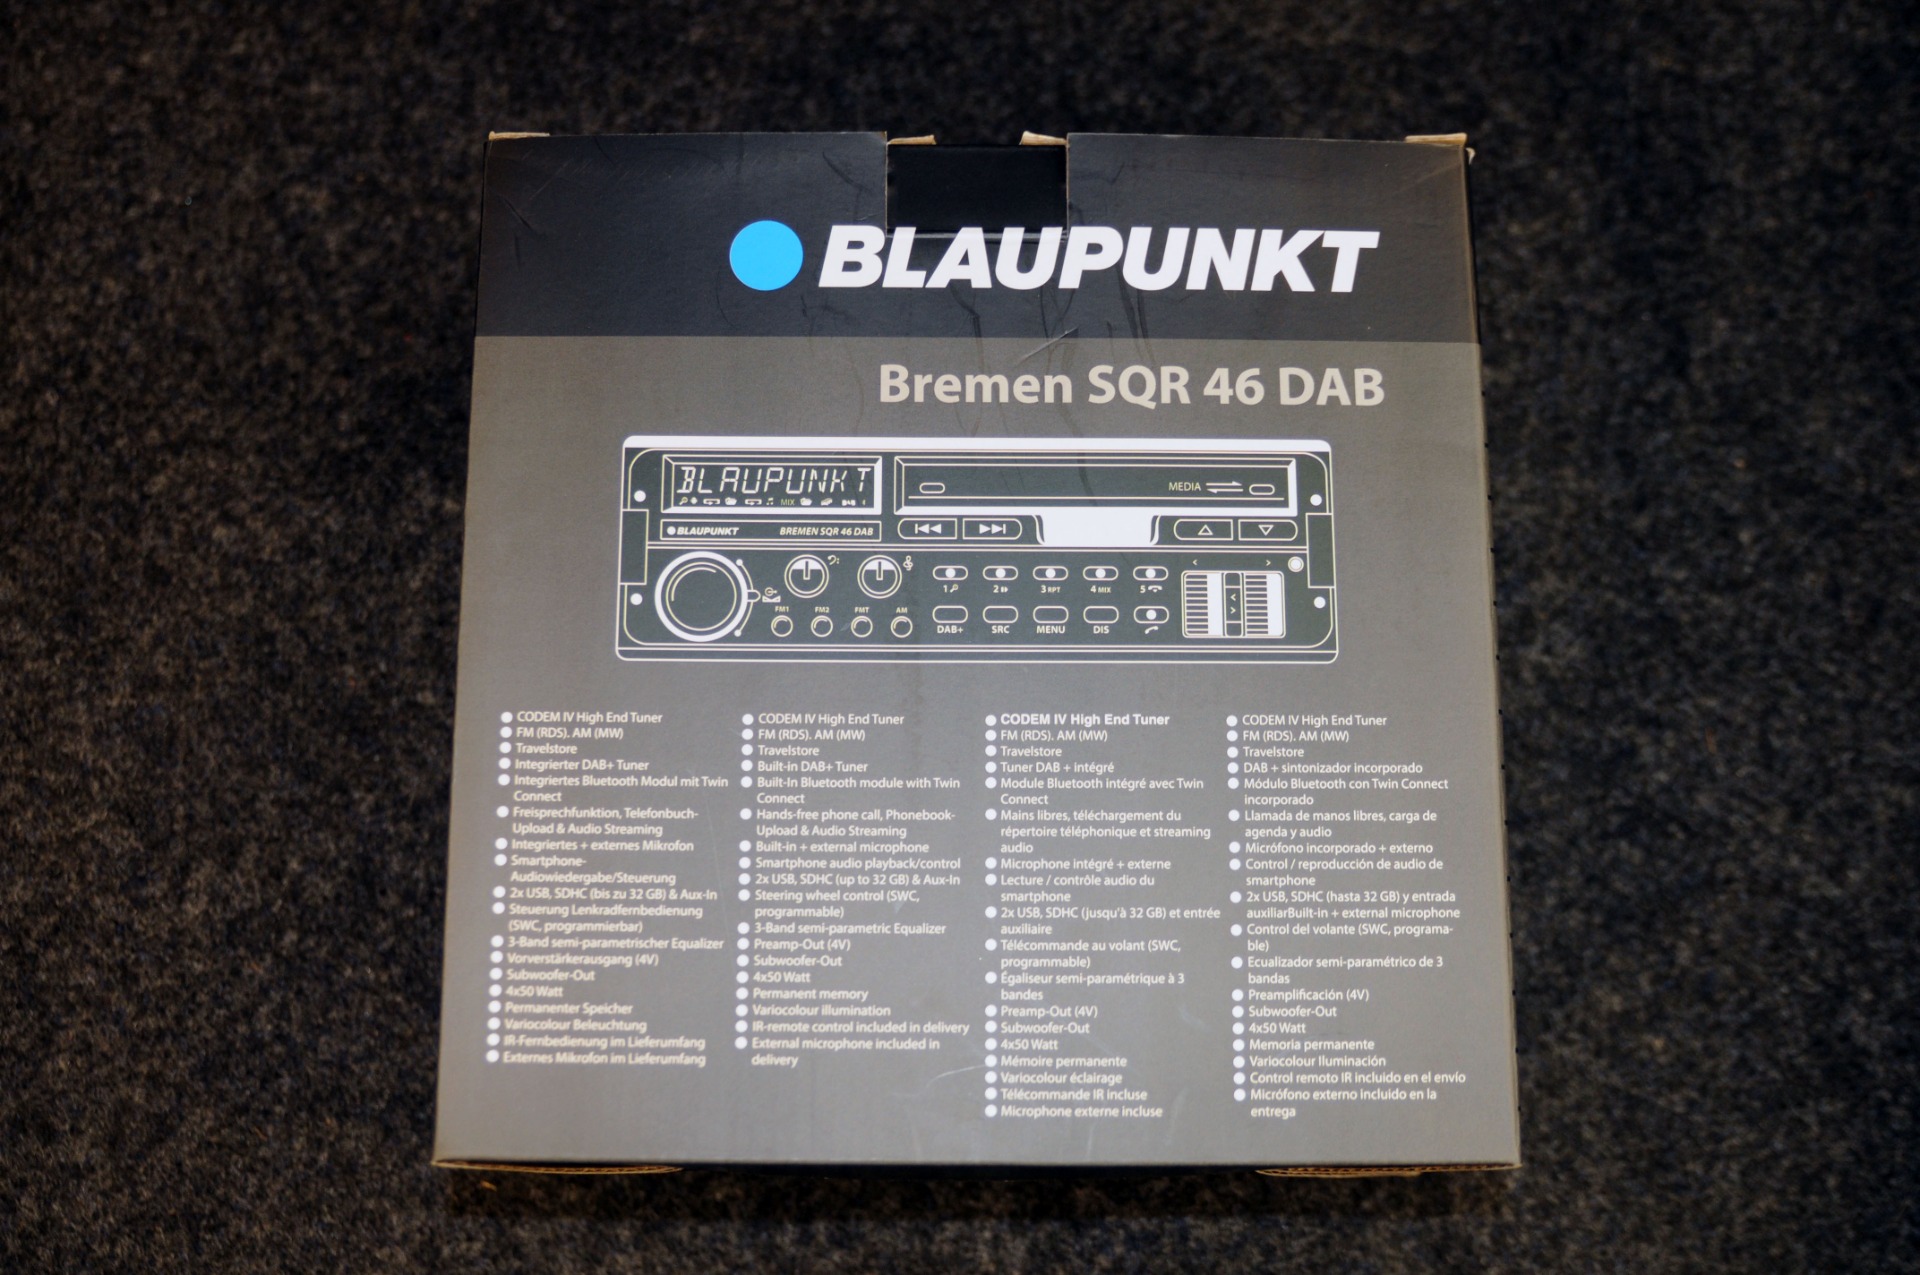 BLAUPUNKT
Bremen SQR 46 DAB
BLAUPUNKT
MIX
MEDIA
BLAUPUNKT BREMEN SQR 46 DAB
1 2 3 RPT 4 MIX 5
FM1 FM2 FMT AM
DAB+ SRC MENU DIS
CODEM IV High End Tuner
FM (RDS). AM (MW)
Travelstore
Integrierter DAB+ Tuner
Integriertes Bluetooth Modul mit Twin
Connect
Freisprechfunktion, Telefonbuch-
Upload & Audio Streaming
Integriertes + externes Mikrofon
Smartphone-
Audiowiedergabe/Steuerung
2x USB, SDHC (bis zu 32 GB) & Aux-In
Steuerung Lenkradfernbedienung
(SWC, programmierbar)
3-Band semi-parametrischer Equalizer
Vorverstärkerausgang (4V)
Subwoofer-Out
4x50 Watt
Permanenter Speicher
Variocolour Beleuchtung
IR-Fernbedienung im Lieferumfang
Externes Mikrofon im Lieferumfang
CODEM IV High End Tuner
FM (RDS). AM (MW)
Travelstore
Built-in DAB+ Tuner
Built-In Bluetooth module with Twin
Connect
Hands-free phone call, Phonebook-
Upload & Audio Streaming
Built-in + external microphone
Smartphone audio playback/control
2x USB, SDHC (up to 32 GB) & Aux-In
Steering wheel control (SWC,
programmable)
3-Band semi-parametric Equalizer
Preamp-Out (4V)
Subwoofer-Out
4x50 Watt
Permanent memory
Variocolour illumination
IR-remote control included in delivery
External microphone included in
delivery
CODEM IV High End Tuner
FM (RDS). AM (MW)
Travelstore
Tuner DAB + intégré
Module Bluetooth intégré avec Twin
Connect
Mains libres, téléchargement du
répertoire téléphonique et streaming
audio
Microphone intégré + externe
Lecture / contrôle audio du
smartphone
2x USB, SDHC (jusqu'à 32 GB) et entrée
auxiliaire
Télécommande au volant (SWC,
programmable)
Égaliseur semi-paramétrique à 3
bandes
Preamp-Out (4V)
Subwoofer-Out
4x50 Watt
Mémoire permanente
Variocolour éclairage
Télécommande IR incluse
Microphone externe incluse
CODEM IV High End Tuner
FM (RDS). AM (MW)
Travelstore
DAB + sintonizador incorporado
Módulo Bluetooth con Twin Connect
incorporado
Llamada de manos libres, carga de
agenda y audio
Micrófono incorporado + externo
Control / reproducción de audio de
smartphone
2x USB, SDHC (hasta 32 GB) y entrada
auxiliarBuilt-in + external microphone
Control del volante (SWC, programa-
ble)
Ecualizador semi-paramétrico de 3
bandas
Preamplificación (4V)
Subwoofer-Out
4x50 Watt
Memoria permanente
Variocolour Iluminación
Control remoto IR incluido en el envío
Micrófono externo incluido en la
entrega